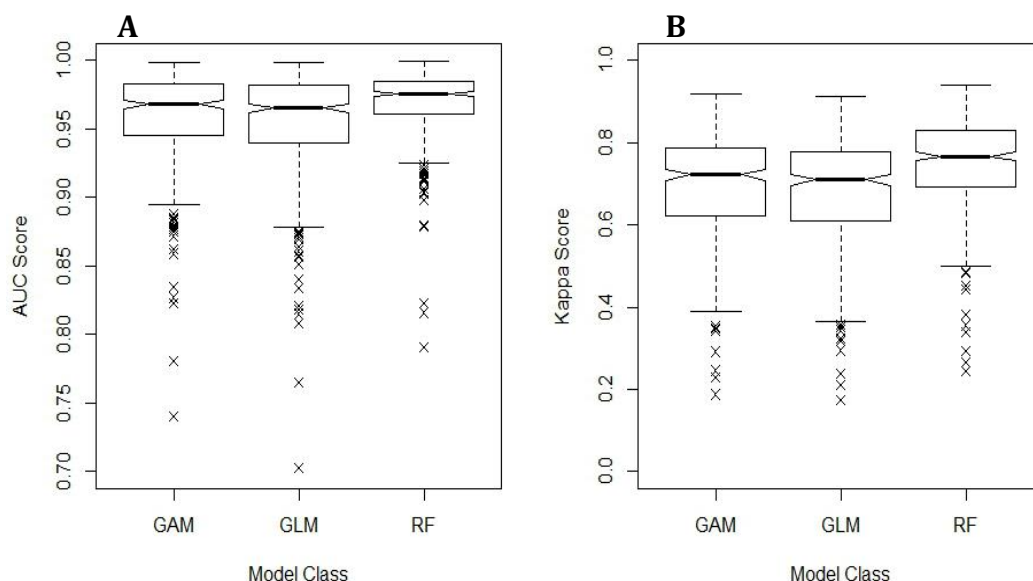 A
AUC Score
1.00
0.95
0.90
0.85
0.80
0.75
0.70
GAM GLM RF
Model Class
B
Kappa Score
1.0
0.8
0.6
0.4
0.2
0.0
GAM GLM RF
Model Class